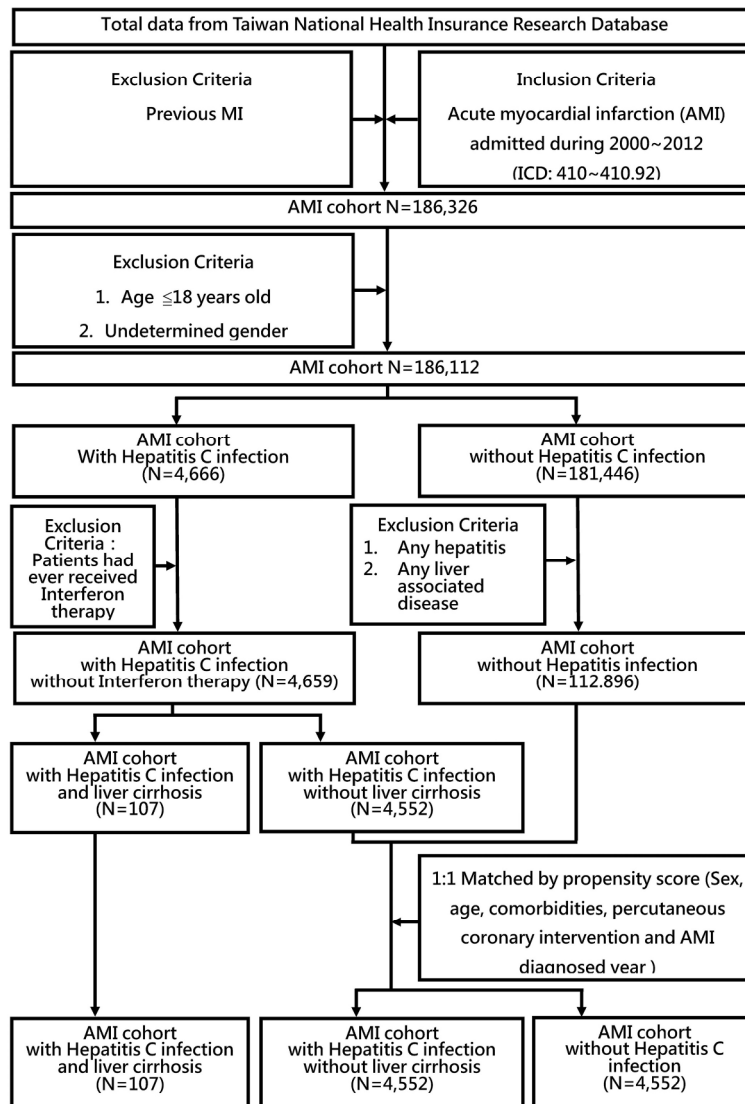 Total data from Taiwan National Health Insurance Research Database
Exclusion Criteria
Previous MI
Inclusion Criteria
Acute myocardial infarction (AMI)
admitted during 2000~2012
(ICD: 410~410.92)
AMI cohort N=186,326
Exclusion Criteria
1. Age ≦18 years old
2. Undetermined gender
AMI cohort N=186,112
AMI cohort
With Hepatitis C infection
(N=4,666)
AMI cohort
without Hepatitis C infection
(N=181,446)
Exclusion
Criteria：
Patients had
ever received
Interferon
therapy
Exclusion Criteria
1. Any hepatitis
2. Any liver
associated
disease
AMI cohort
with Hepatitis C infection
without Interferon therapy (N=4,659)
AMI cohort
without Hepatitis infection
(N=112.896)
AMI cohort
with Hepatitis C infection
and liver cirrhosis
(N=107)
AMI cohort
with Hepatitis C infection
without liver cirrhosis
(N=4,552)
1:1 Matched by propensity score (Sex,
age, comorbidities, percutaneous
coronary intervention and AMI
diagnosed year )
AMI cohort
with Hepatitis C infection
and liver cirrhosis
(N=107)
AMI cohort
with Hepatitis C infection
without liver cirrhosis
(N=4,552)
AMI cohort
without Hepatitis C
infection
(N=4,552)